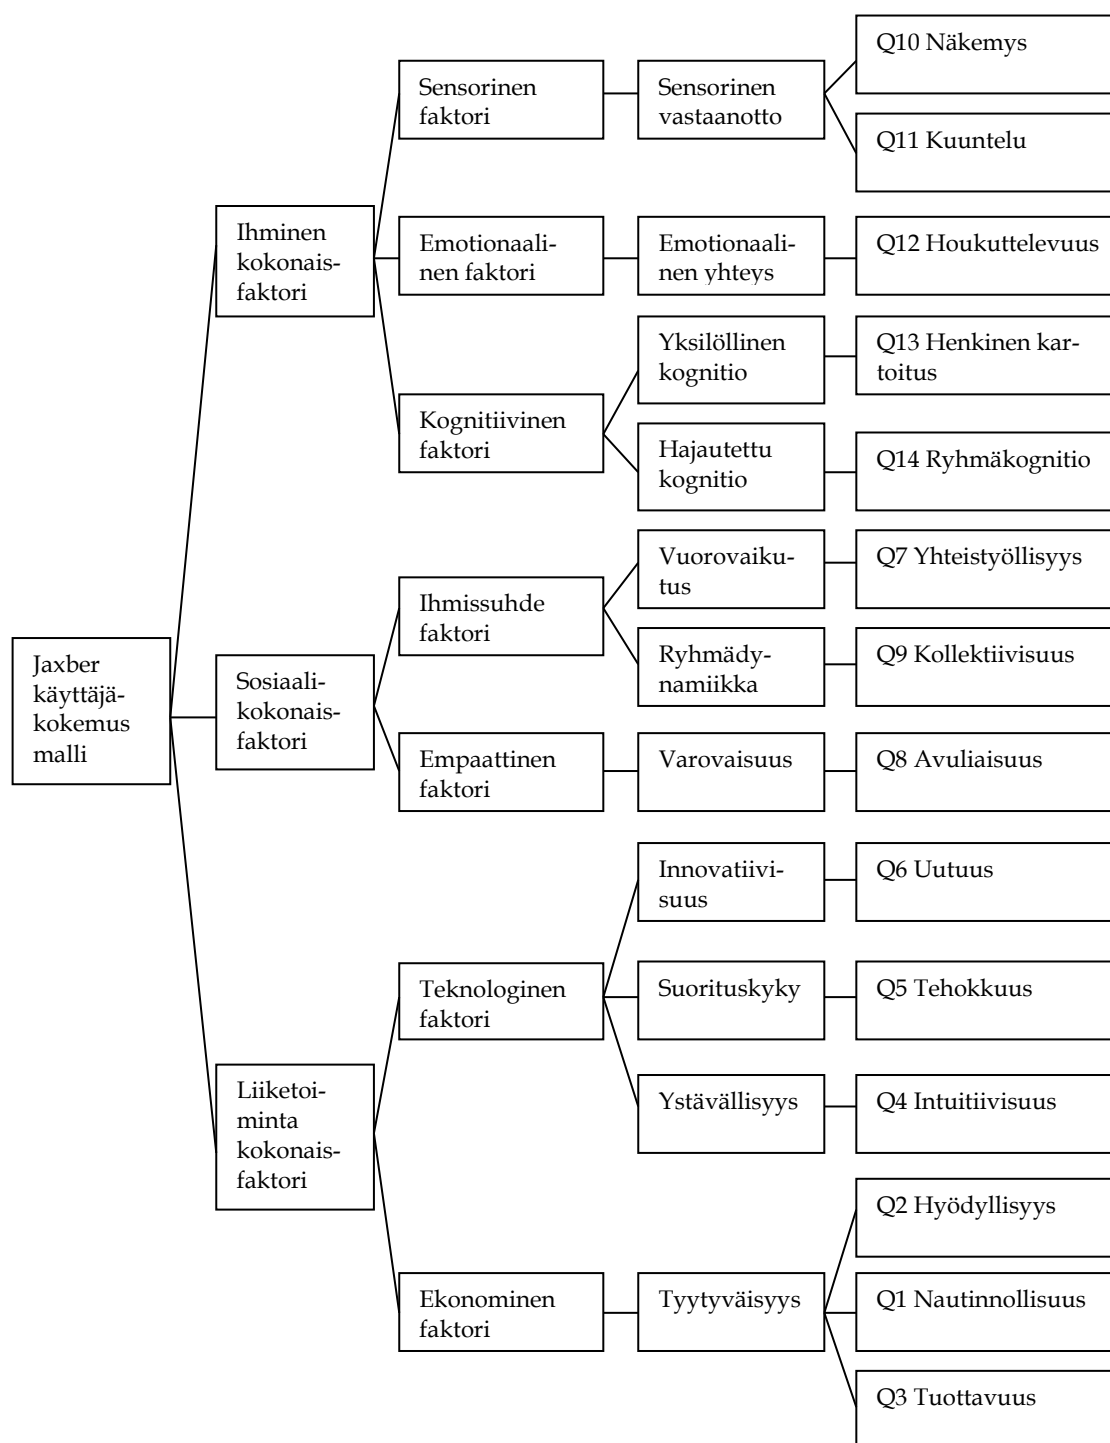 Jaxber
käyttäjä-
kokemus
malli
Ihminen
kokonais-
faktori
Sosiaali-
kokonais-
faktori
Liiketoi-
minta
kokonais-
faktori
Sensorinen
faktori
Emotionaali-
nen faktori
Kognitiivinen
faktori
Ihmissuhde
faktori
Empaattinen
faktori
Teknologinen
faktori
Ekonominen
faktori
Sensorinen
vastaanotto
Emotionaali-
nen yhteys
Yksilöllinen
kognitio
Hajautettu
kognitio
Vuorovaiku-
tus
Ryhmädy-
namiikka
Varovaisuus
Innovatiivi-
suus
Suorituskyky
Ystävällisyys
Tyytyväisyys
Q10 Näkemys
Q11 Kuuntelu
Q12 Houkuttelevuus
Q13 Henkinen kar-
toitus
Q14 Ryhmäkognitio
Q7 Yhteistyöllisyys
Q9 Kollektiivisuus
Q8 Avuliaisuus
Q6 Uutuus
Q5 Tehokkuus
Q4 Intuitiivisuus
Q2 Hyödyllisyys
Q1 Nautinnollisuus
Q3 Tuottavuus